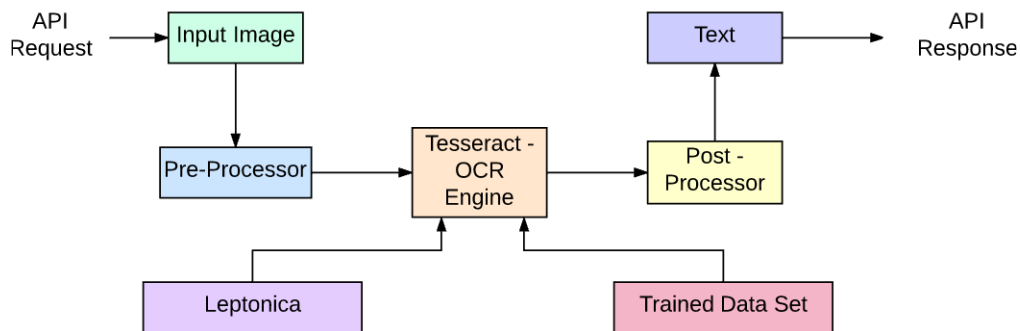 API
Request
Input Image
Text
API
Response
Pre-Processor
Tesseract -
OCR
Engine
Post -
Processor
Leptonica
Trained Data Set